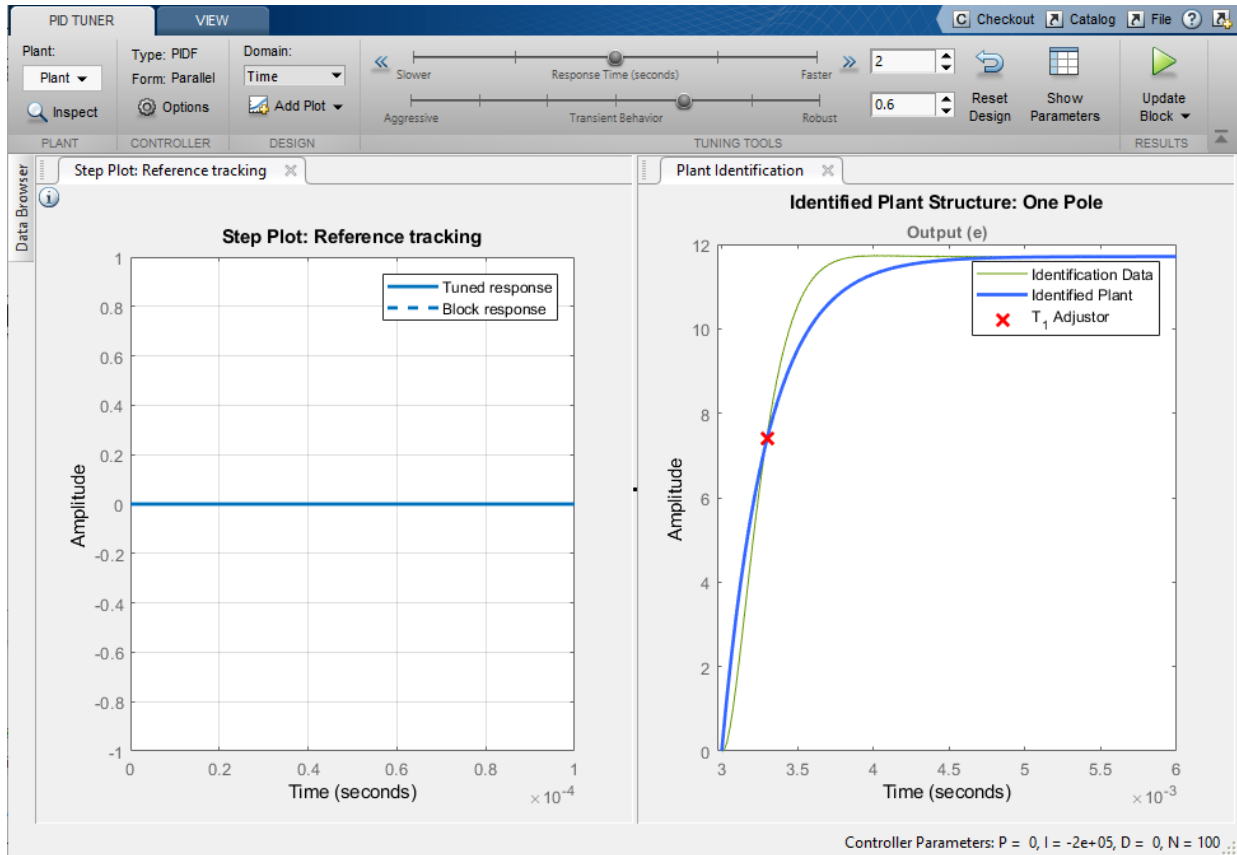 PID TUNER
VIEW
C Checkout
Catalog
File
?
Plant:
Type: PIDF
Domain:
Plant
Form: Parallel
Time
Inspect
Options
Add Plot
Slower
Response Time (seconds)
Faster
2
Aggressive
Transient Behavior
Robust
0.6
Reset Design
Show Parameters
Update Block
PLANT
CONTROLLER
DESIGN
TUNING TOOLS
RESULTS
Data Browser
Step Plot: Reference tracking
i
Step Plot: Reference tracking
Tuned response
Block response
1
0.8
0.6
0.4
0.2
0
-0.2
-0.4
-0.6
-0.8
-1
Amplitude
0 0.2 0.4 0.6 0.8 1
Time (seconds)
×10⁻⁴
Plant Identification
Identified Plant Structure: One Pole
Output (e)
Identification Data
Identified Plant
T₁ Adjustor
12
10
8
6
4
2
0
Amplitude
3 3.5 4 4.5 5 5.5 6
Time (seconds)
×10⁻³
Controller Parameters: P = 0, I = -2e+05, D = 0, N = 100